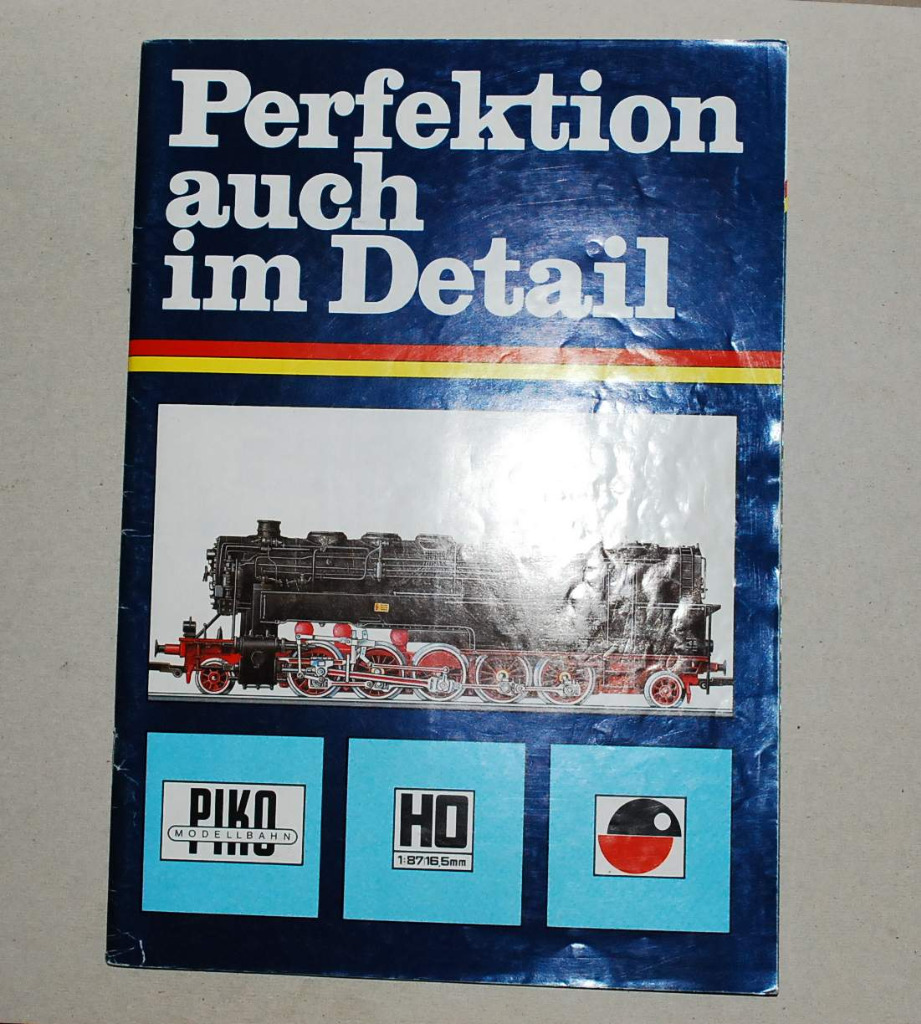 Perfektion
auch
im Detail
PIKO
MODELLBAHN
HO
1:87/16,5mm